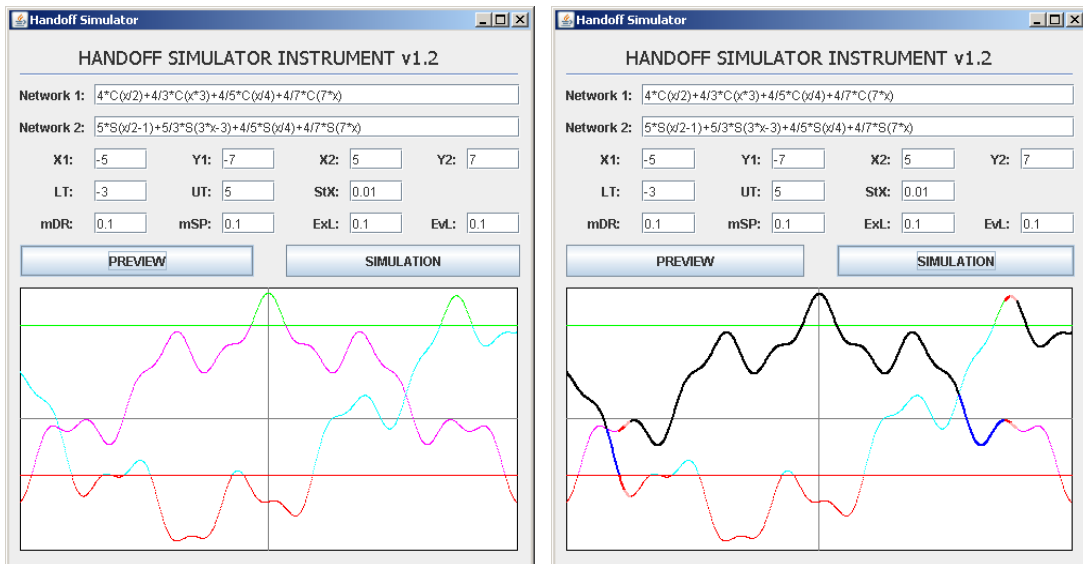 Handoff Simulator
HANDOFF SIMULATOR INSTRUMENT v1.2
Network 1: 4*C(x/2)+4/3*C(x*3)+4/5*C(x/4)+4/7*C(7*x)
Network 2: 5*S(x/2-1)+5/3*S(3*x-3)+4/5*S(x/4)+4/7*S(7*x)
X1: -5 Y1: -7 X2: 5 Y2: 7
LT: -3 UT: 5 StX: 0.01
mDR: 0.1 mSP: 0.1 ExL: 0.1 EvL: 0.1
PREVIEW SIMULATION
Handoff Simulator
HANDOFF SIMULATOR INSTRUMENT v1.2
Network 1: 4*C(x/2)+4/3*C(x*3)+4/5*C(x/4)+4/7*C(7*x)
Network 2: 5*S(x/2-1)+5/3*S(3*x-3)+4/5*S(x/4)+4/7*S(7*x)
X1: -5 Y1: -7 X2: 5 Y2: 7
LT: -3 UT: 5 StX: 0.01
mDR: 0.1 mSP: 0.1 ExL: 0.1 EvL: 0.1
PREVIEW SIMULATION